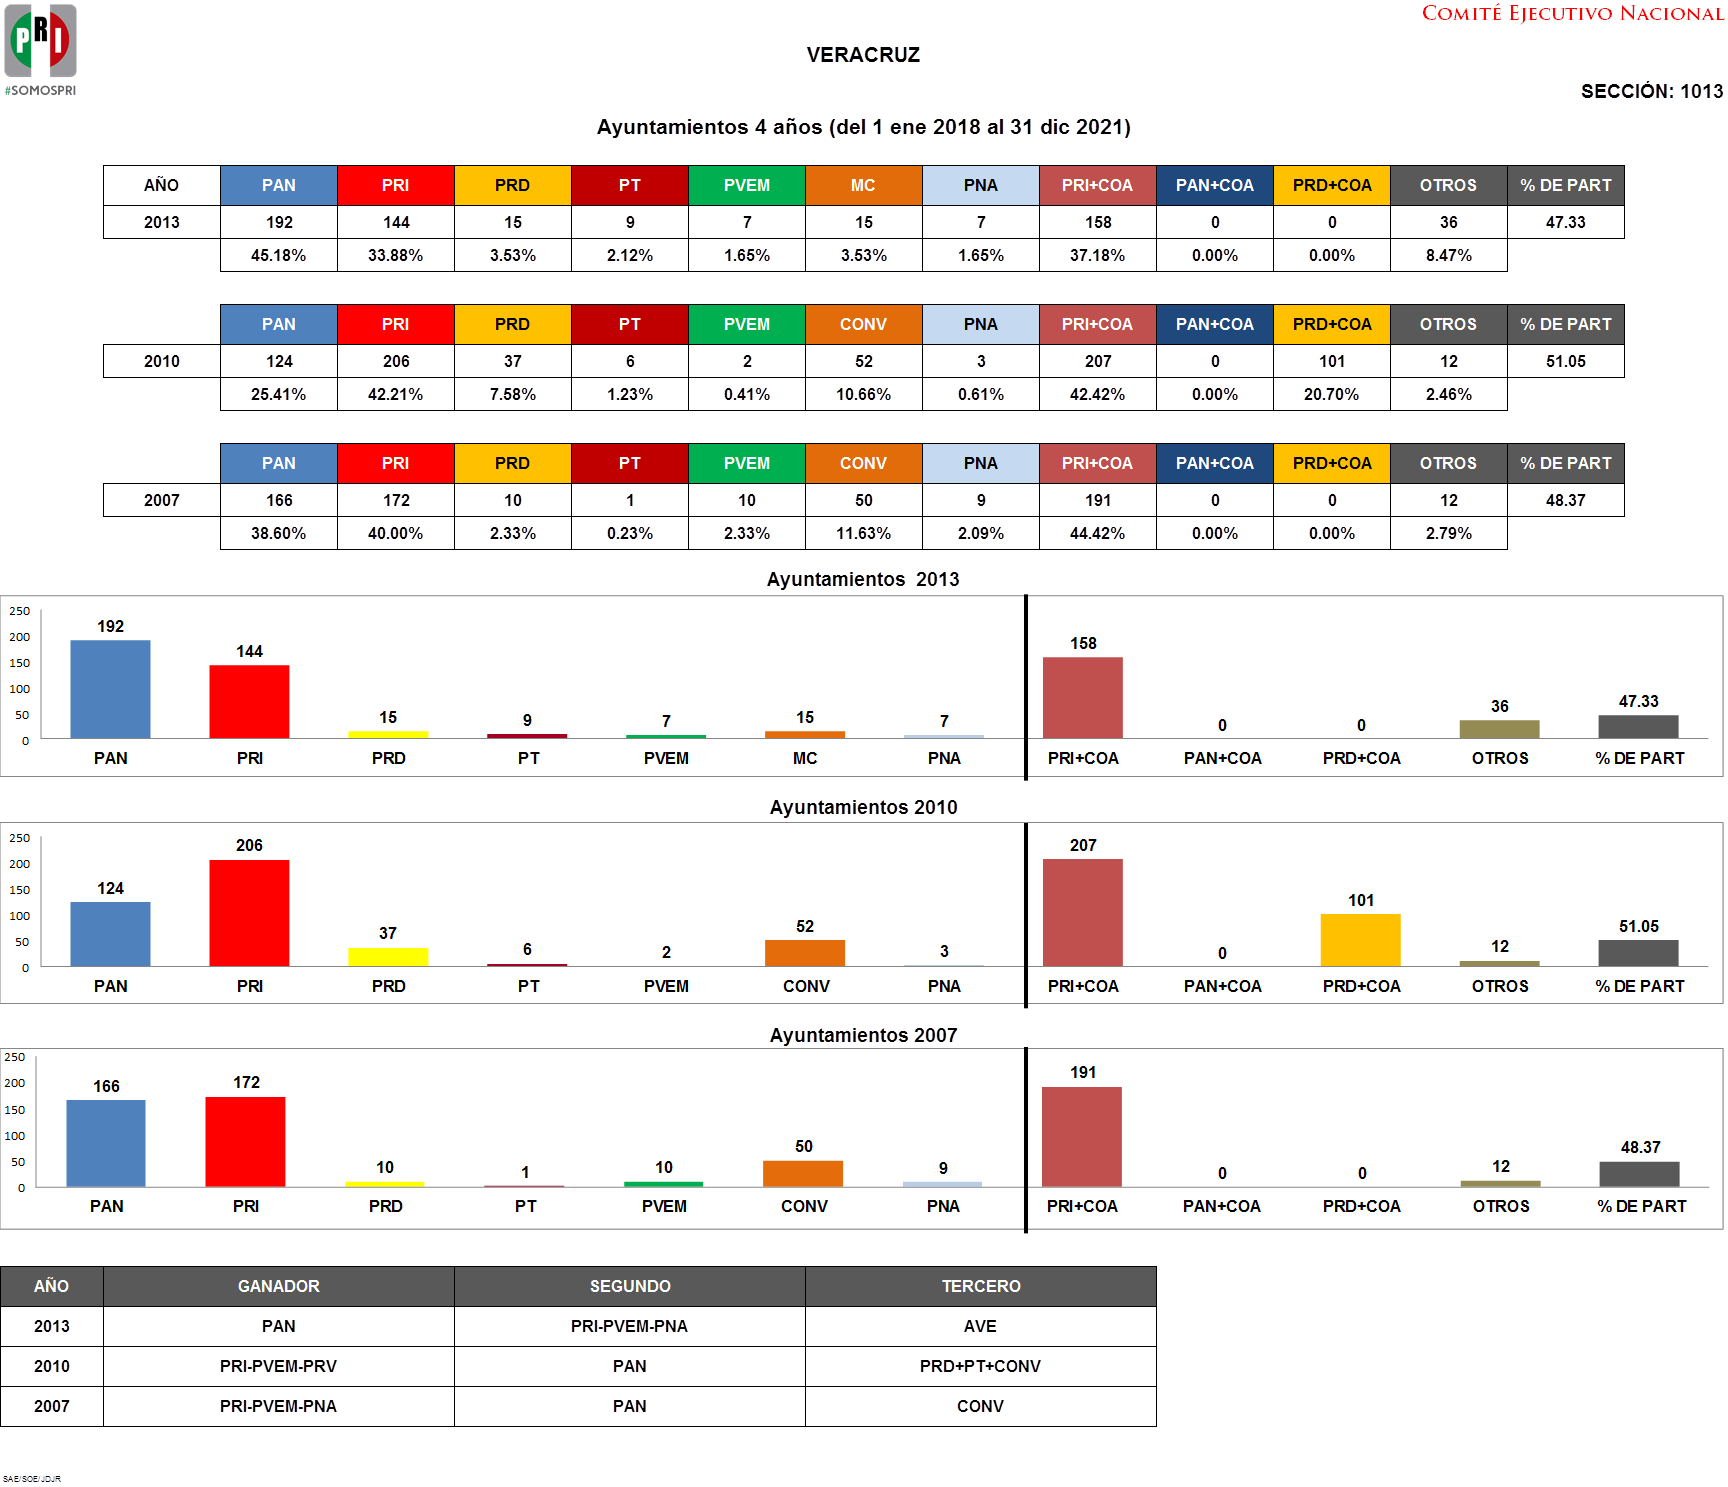 PRI
#SOMOSPRI
COMITÉ EJECUTIVO NACIONAL
VERACRUZ
SECCIÓN: 1013
Ayuntamientos 4 años (del 1 ene 2018 al 31 dic 2021)
AÑO PAN PRI PRD PT PVEM MC PNA PRI+COA PAN+COA PRD+COA OTROS % DE PART
2013 192 144 15 9 7 15 7 158 0 0 36 47.33
45.18% 33.88% 3.53% 2.12% 1.65% 3.53% 1.65% 37.18% 0.00% 0.00% 8.47%
PAN PRI PRD PT PVEM CONV PNA PRI+COA PAN+COA PRD+COA OTROS % DE PART
2010 124 206 37 6 2 52 3 207 0 101 12 51.05
25.41% 42.21% 7.58% 1.23% 0.41% 10.66% 0.61% 42.42% 0.00% 20.70% 2.46%
PAN PRI PRD PT PVEM CONV PNA PRI+COA PAN+COA PRD+COA OTROS % DE PART
2007 166 172 10 1 10 50 9 191 0 0 12 48.37
38.60% 40.00% 2.33% 0.23% 2.33% 11.63% 2.09% 44.42% 0.00% 0.00% 2.79%
Ayuntamientos 2013
250
200
150
100
50
0
192 144 15 9 7 15 7 158 0 0 36 47.33
PAN PRI PRD PT PVEM MC PNA PRI+COA PAN+COA PRD+COA OTROS % DE PART
Ayuntamientos 2010
250
200
150
100
50
0
124 206 37 6 2 52 3 207 0 101 12 51.05
PAN PRI PRD PT PVEM CONV PNA PRI+COA PAN+COA PRD+COA OTROS % DE PART
Ayuntamientos 2007
250
200
150
100
50
0
166 172 10 1 10 50 9 191 0 0 12 48.37
PAN PRI PRD PT PVEM CONV PNA PRI+COA PAN+COA PRD+COA OTROS % DE PART
AÑO GANADOR SEGUNDO TERCERO
2013 PAN PRI-PVEM-PNA AVE
2010 PRI-PVEM-PRV PAN PRD+PT+CONV
2007 PRI-PVEM-PNA PAN CONV
SAE/SOE/JDJR